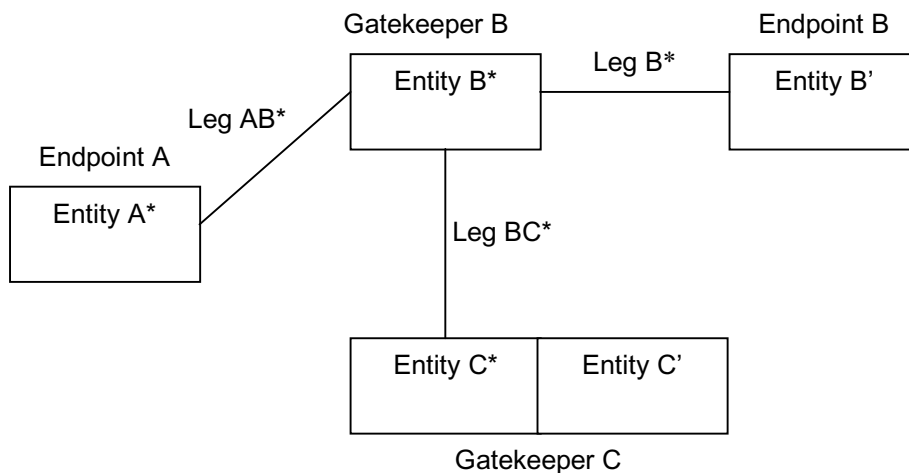 Gatekeeper B
Endpoint B
Entity B*
Leg B*
Entity B’
Leg AB*
Endpoint A
Entity A*
Leg BC*
Entity C*
Entity C’
Gatekeeper C